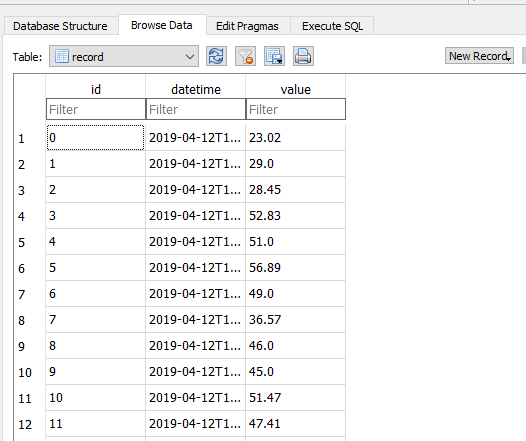 Database Structure Browse Data Edit Pragmas Execute SQL
Table: record New Record
id datetime value
Filter Filter Filter
1 0 2019-04-12T1... 23.02
2 1 2019-04-12T1... 29.0
3 2 2019-04-12T1... 28.45
4 3 2019-04-12T1... 52.83
5 4 2019-04-12T1... 51.0
6 5 2019-04-12T1... 56.89
7 6 2019-04-12T1... 49.0
8 7 2019-04-12T1... 36.57
9 8 2019-04-12T1... 46.0
10 9 2019-04-12T1... 45.0
11 10 2019-04-12T1... 51.47
12 11 2019-04-12T1... 47.41